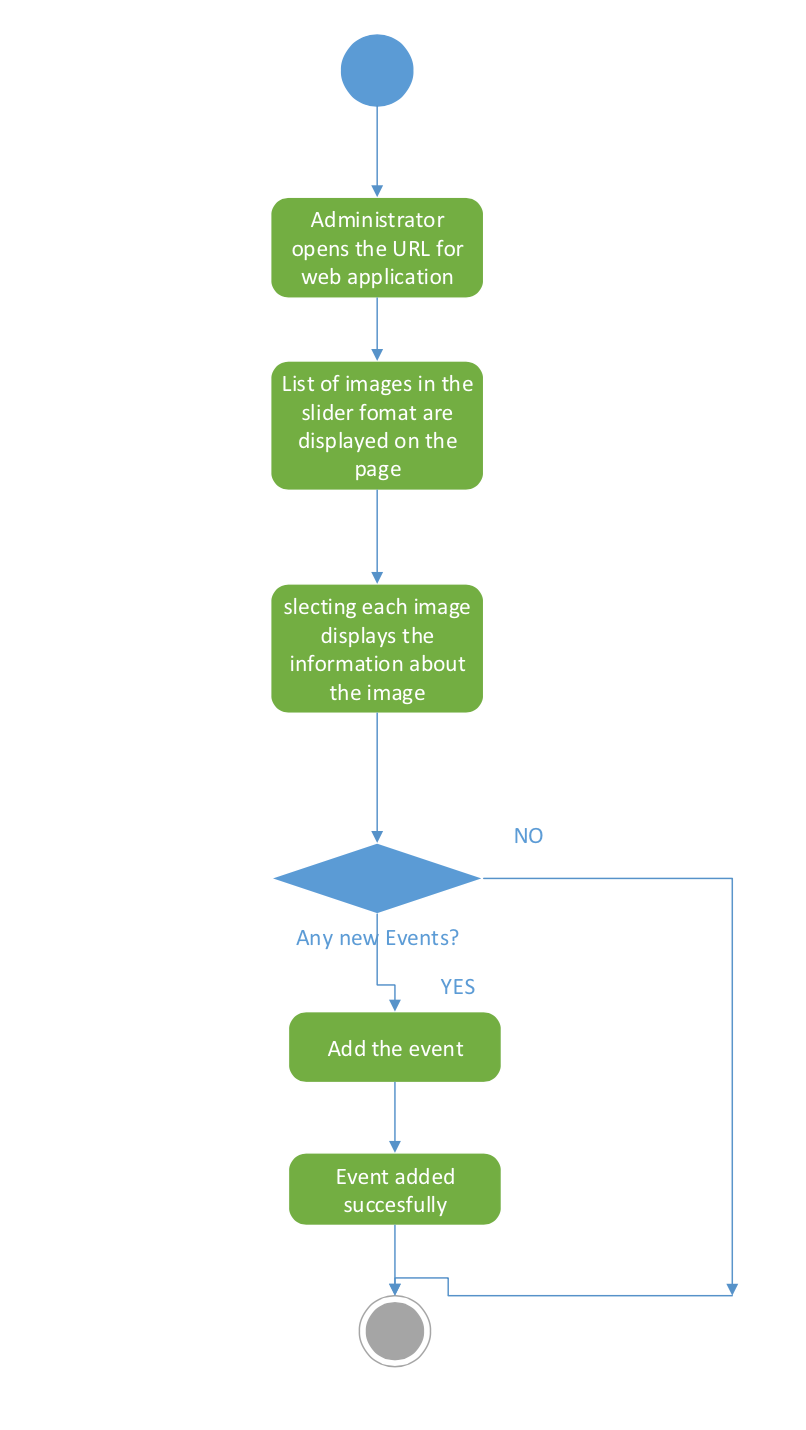 Administrator
opens the URL for
web application
List of images in the
slider fomat are
displayed on the
page
slecting each image
displays the
information about
the image
NO
Any new Events?
YES
Add the event
Event added
succesfully